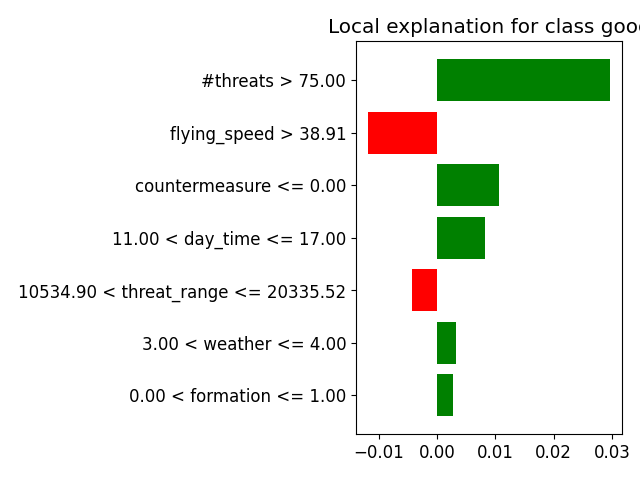 Local explanation for class good
#threats > 75.00
flying_speed > 38.91
countermeasure <= 0.00
11.00 < day_time <= 17.00
10534.90 < threat_range <= 20335.52
3.00 < weather <= 4.00
0.00 < formation <= 1.00
−0.01 0.00 0.01 0.02 0.03